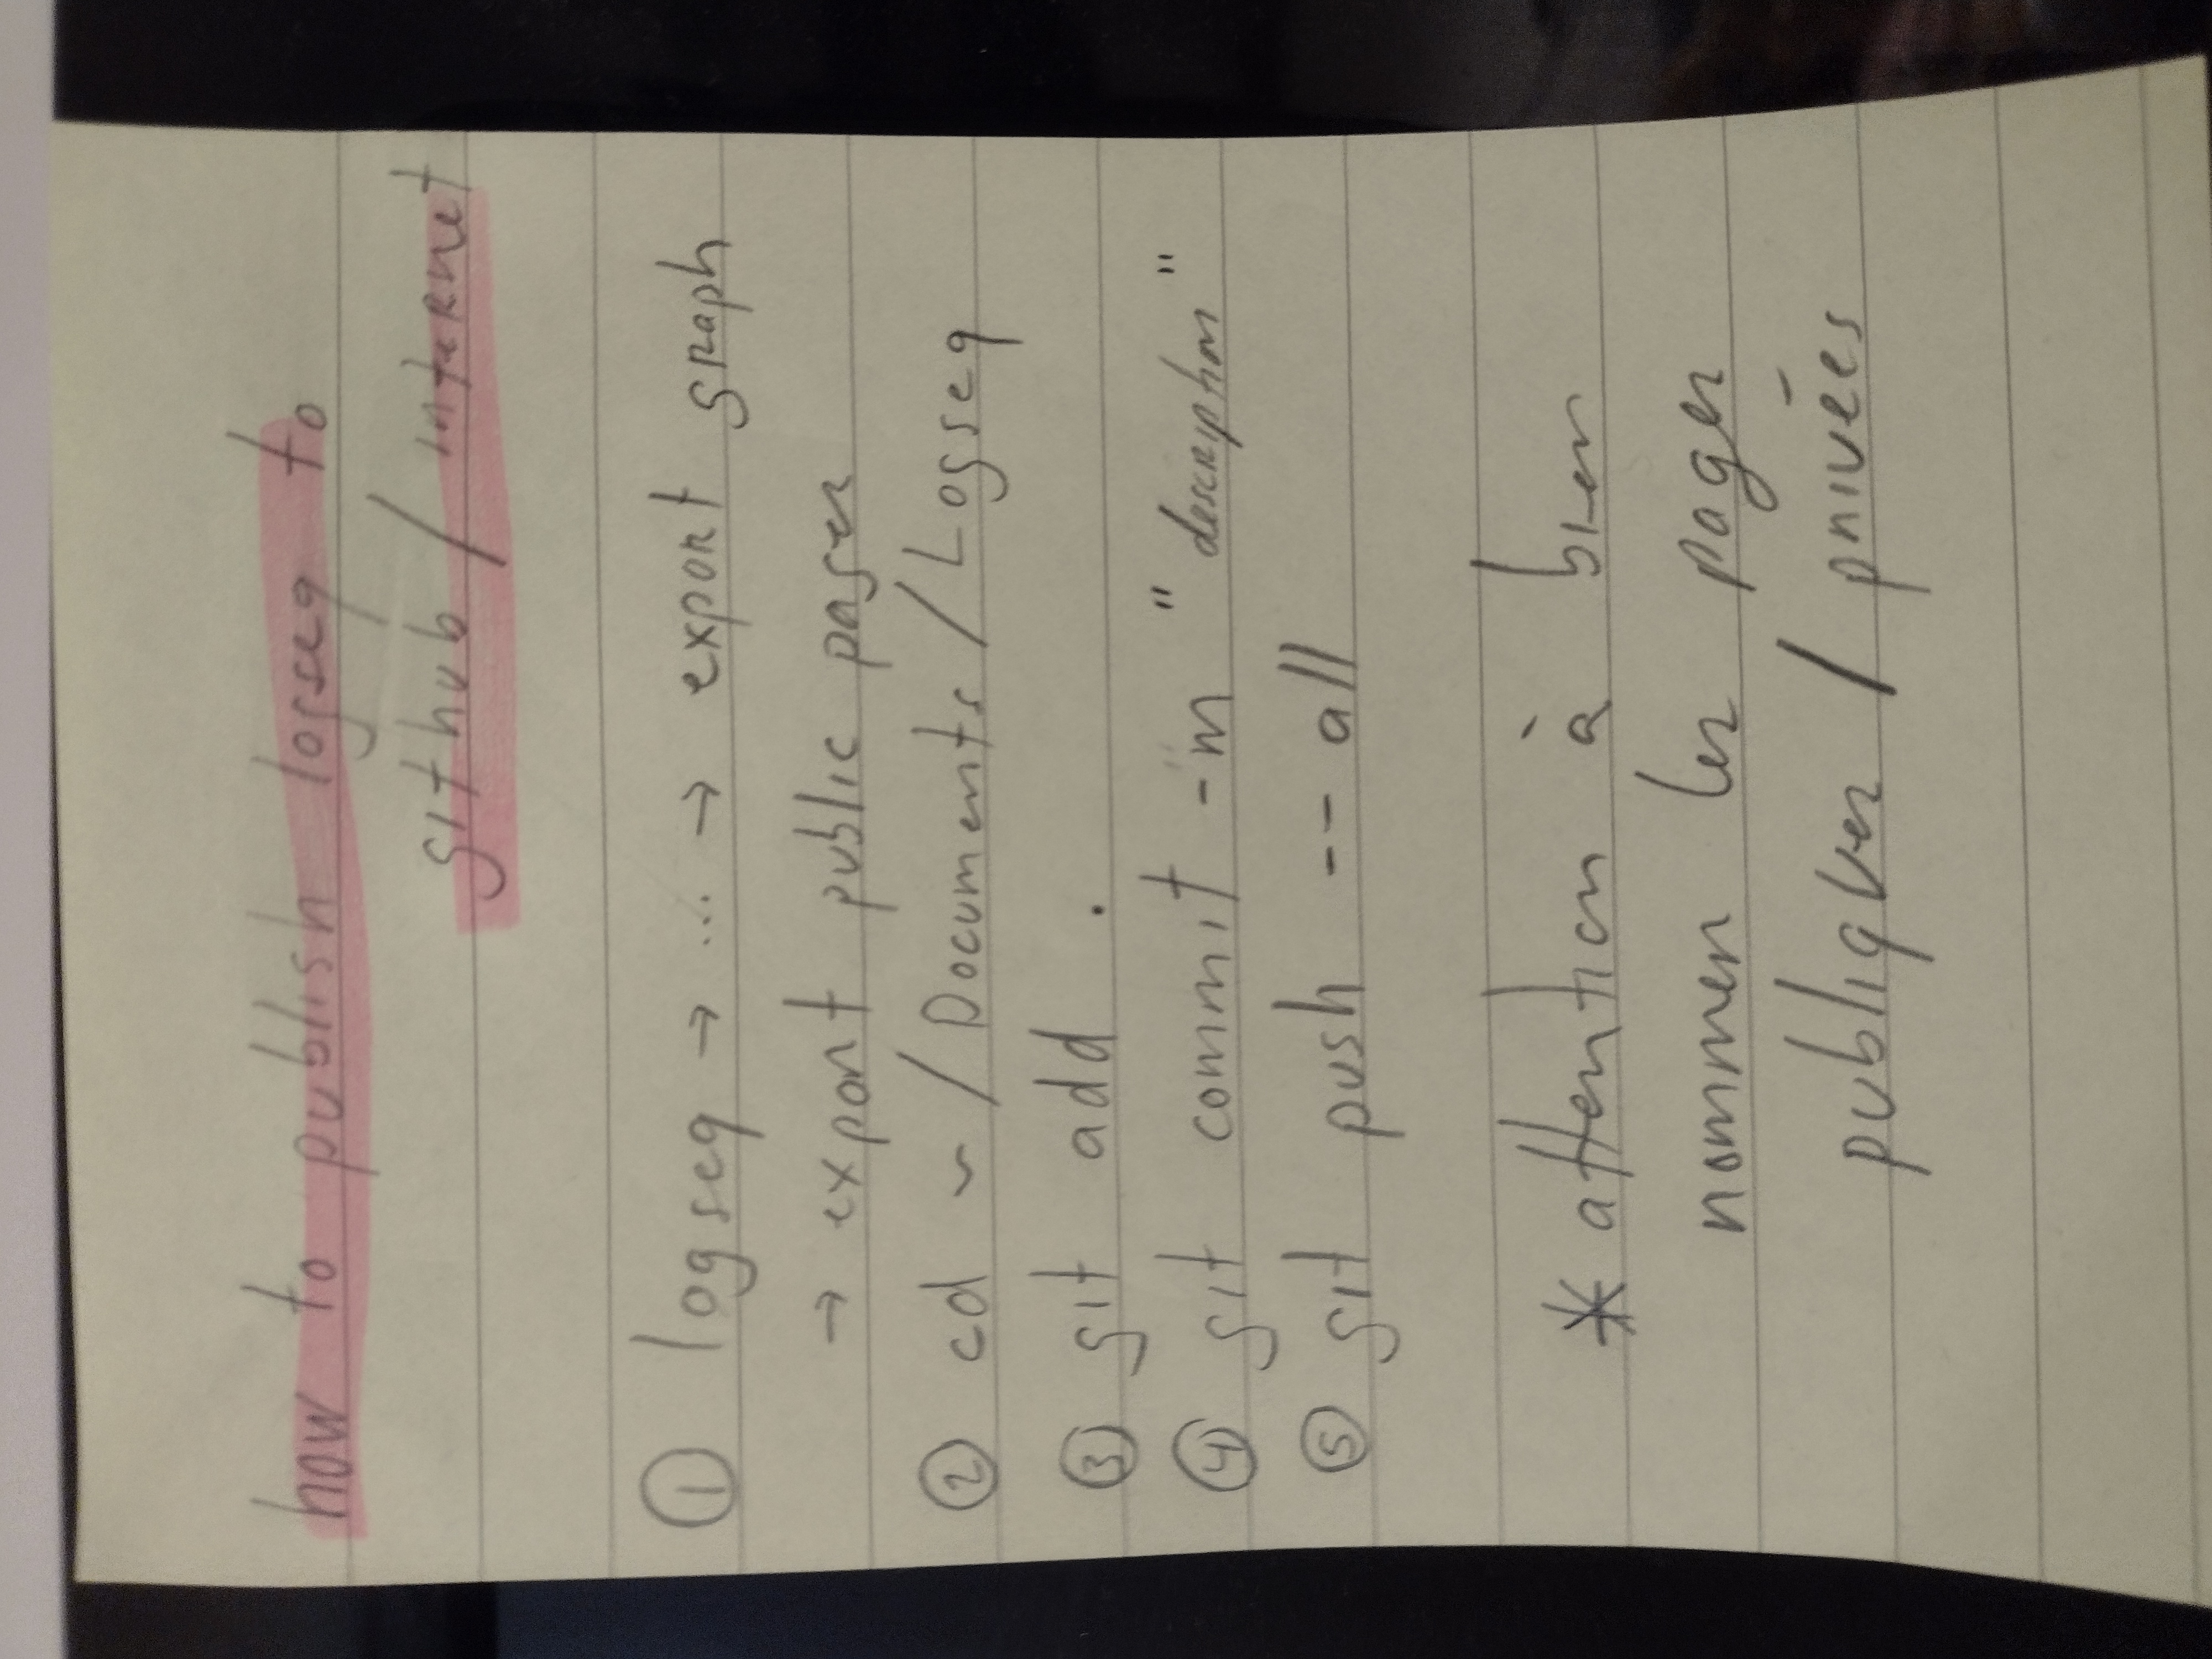 how to publish logseq to
github / internet
① logseq → ... → export graph
→ export public pages
② cd ~/Documents/Logseq
③ git add .
④ git commit -m "description"
⑤ git push --all
* attention à bien
nommer les pages
publiques / privées